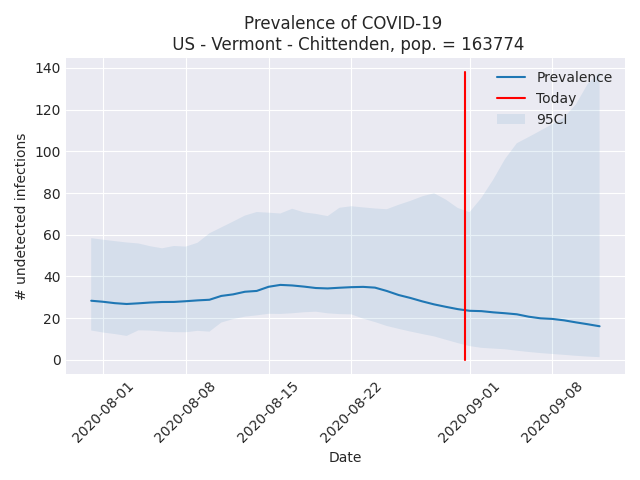 Prevalence of COVID-19
US - Vermont - Chittenden, pop. = 163774
# undetected infections
140
120
100
80
60
40
20
0
Prevalence
Today
95CI
2020-08-01
2020-08-08
2020-08-15
2020-08-22
2020-09-01
2020-09-08
Date